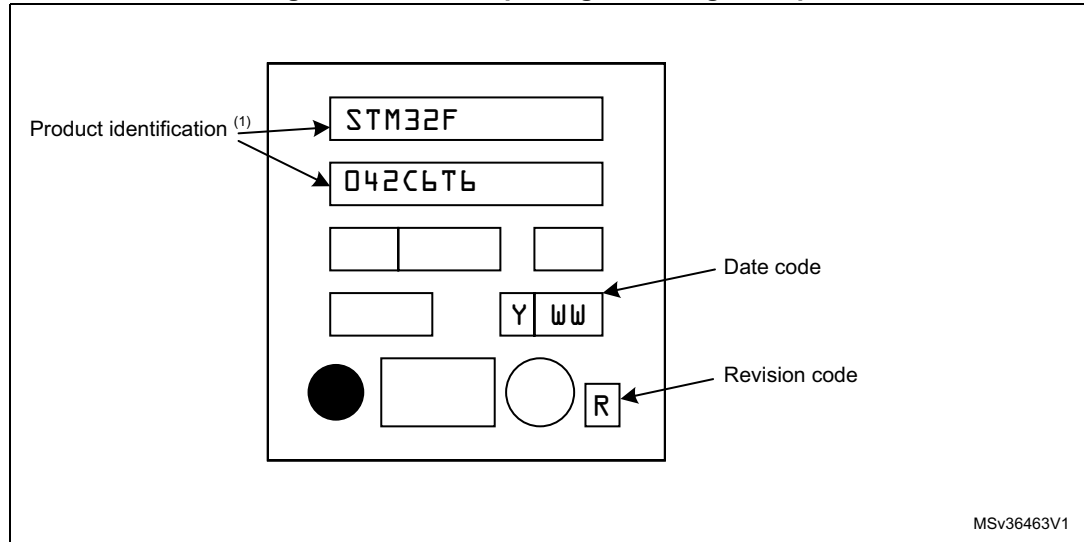 STM32F
Product identification (1)
042C6T6
Date code
Y WW
Revision code
R
MSv36463V1